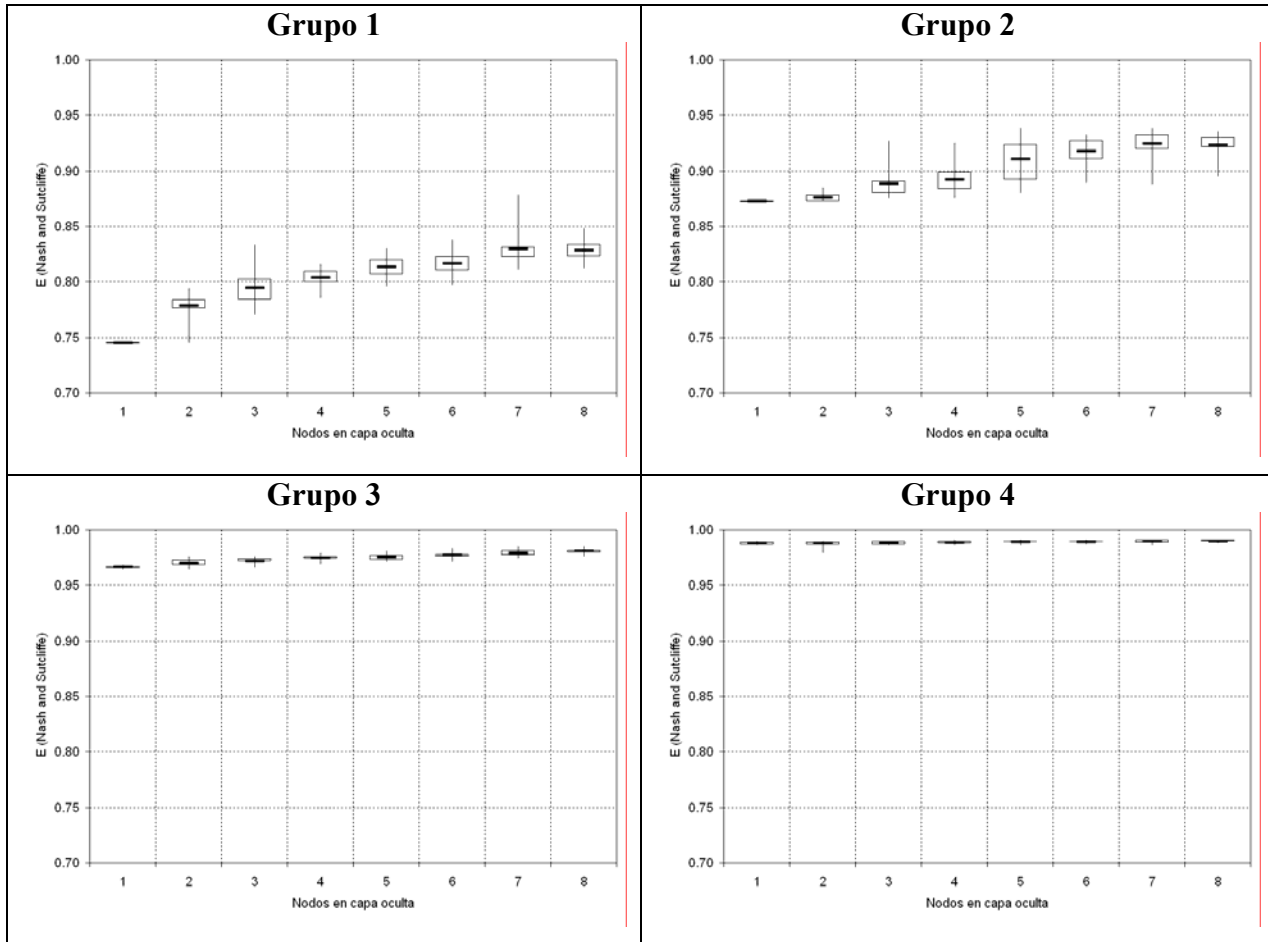 Grupo 1
1.00
0.95
0.90
0.85
0.80
0.75
0.70
E (Nash and Sutcliffe)
1 2 3 4 5 6 7 8
Nodos en capa oculta
Grupo 2
1.00
0.95
0.90
0.85
0.80
0.75
0.70
E (Nash and Sutcliffe)
1 2 3 4 5 6 7 8
Nodos en capa oculta
Grupo 3
1.00
0.95
0.90
0.85
0.80
0.75
0.70
E (Nash and Sutcliffe)
1 2 3 4 5 6 7 8
Nodos en capa oculta
Grupo 4
1.00
0.95
0.90
0.85
0.80
0.75
0.70
E (Nash and Sutcliffe)
1 2 3 4 5 6 7 8
Nodos en capa oculta